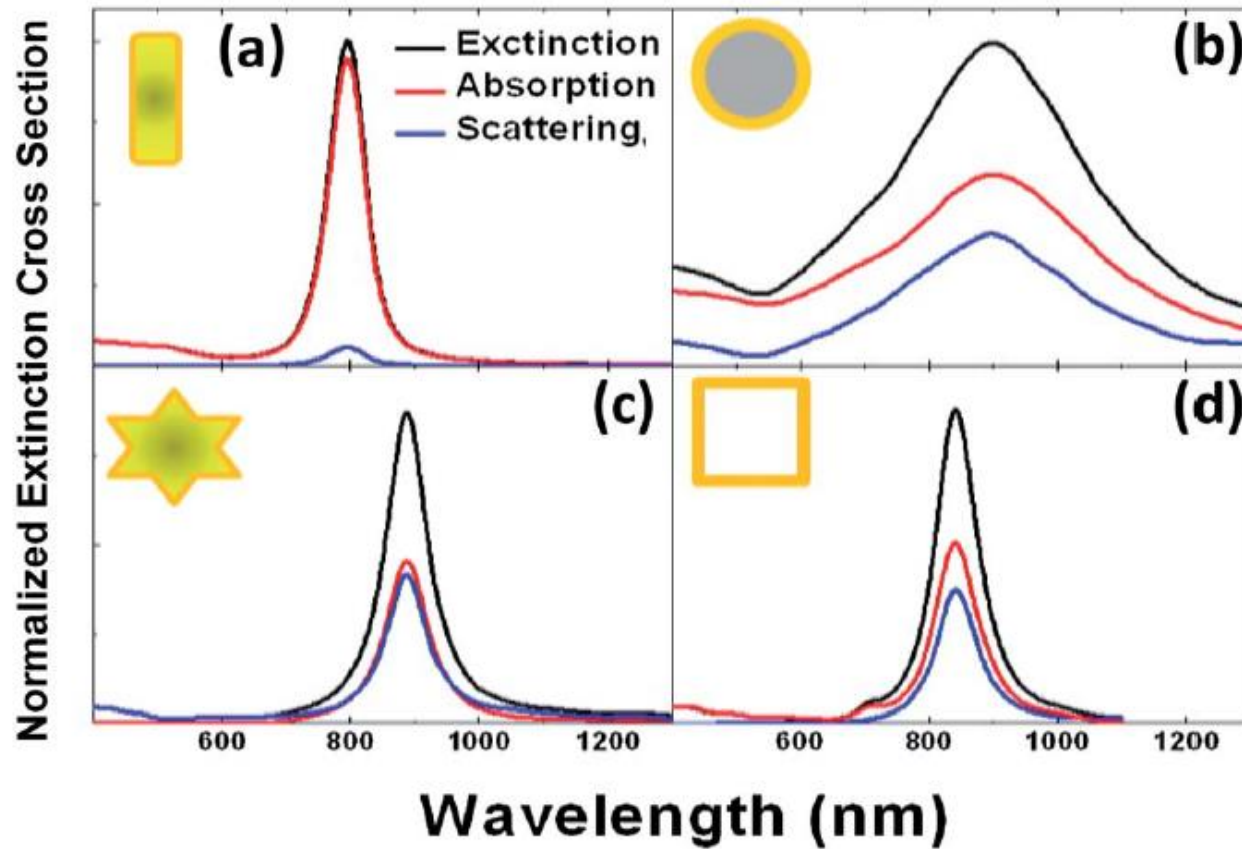 Normalized Extinction Cross Section
(a)
Exctinction
Absorption
Scattering,
(b)
(c)
(d)
600 800 1000 1200 600 800 1000 1200
Wavelength (nm)